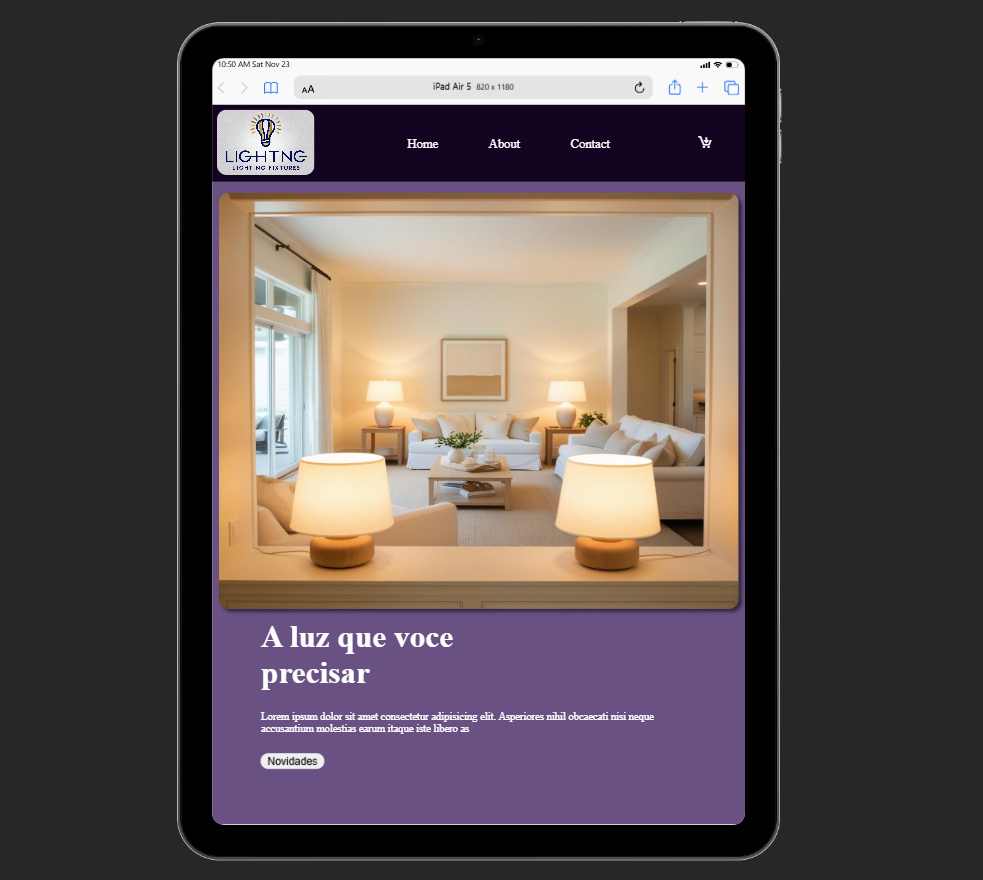 10:50 AM Sat Nov 23
AA
iPad Air 5 820 x 1180
LIGHTNG
LIGHTING FIXTURES
Home
About
Contact
A luz que voce
precisar
Lorem ipsum dolor sit amet consectetur adipisicing elit. Asperiores nihil obcaecati nisi neque
accusantium molestias earum itaque iste libero as
Novidades